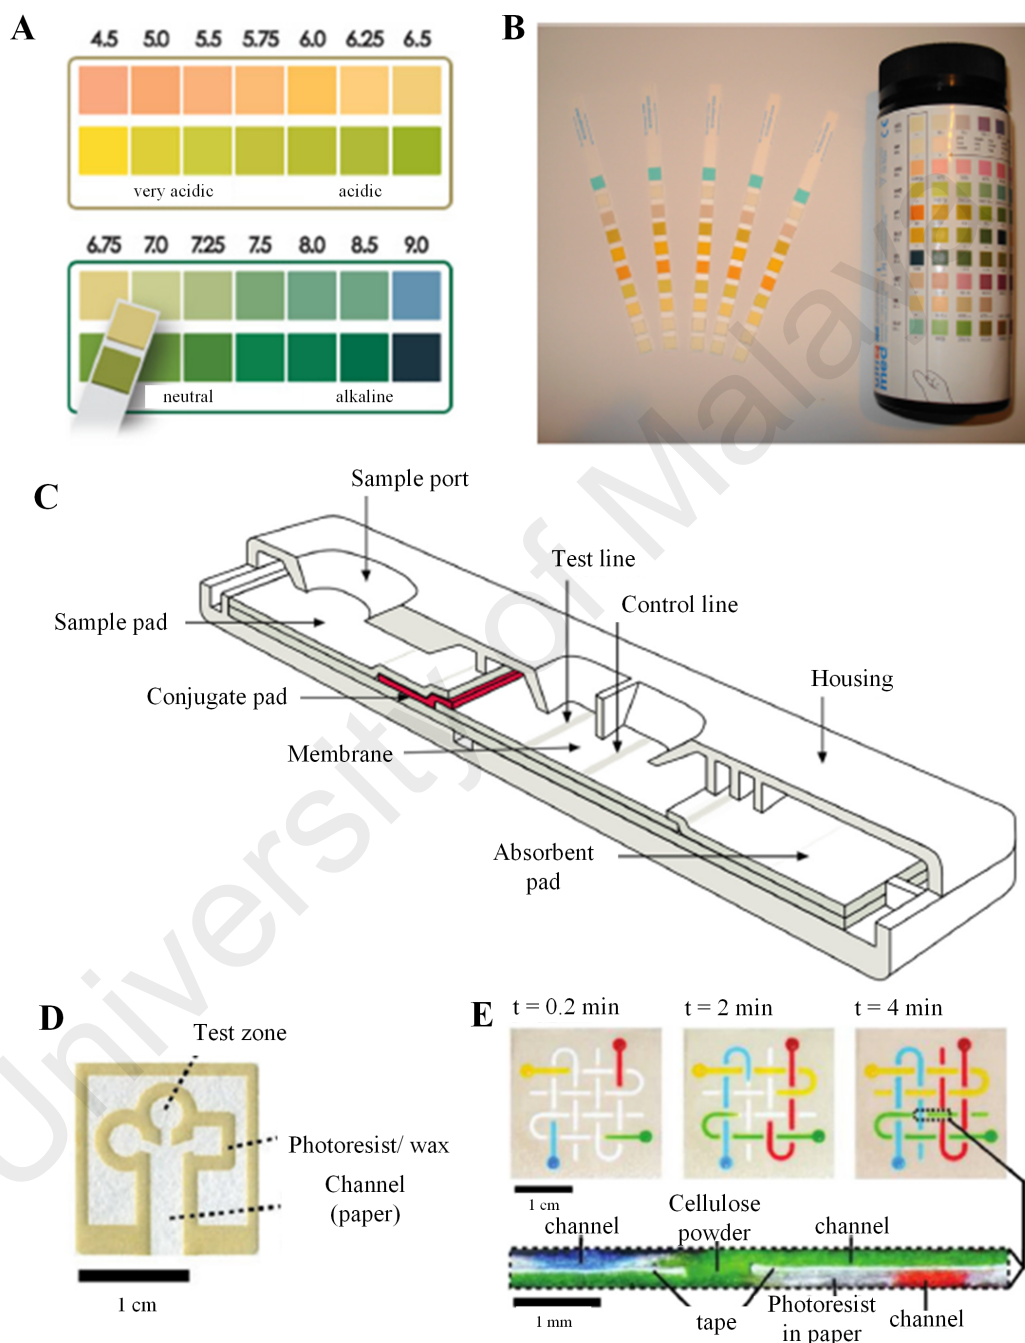 A
4.5 5.0 5.5 5.75 6.0 6.25 6.5
very acidic acidic
6.75 7.0 7.25 7.5 8.0 8.5 9.0
neutral alkaline
B
C
Sample port
Test line
Control line
Sample pad
Housing
Conjugate pad
Membrane
Absorbent
pad
D
Test zone
Photoresist/ wax
Channel
(paper)
1 cm
E
t = 0.2 min t = 2 min t = 4 min
1 cm
channel
Cellulose
powder
channel
tape
Photoresist
in paper
channel
1 mm
University of Malaya